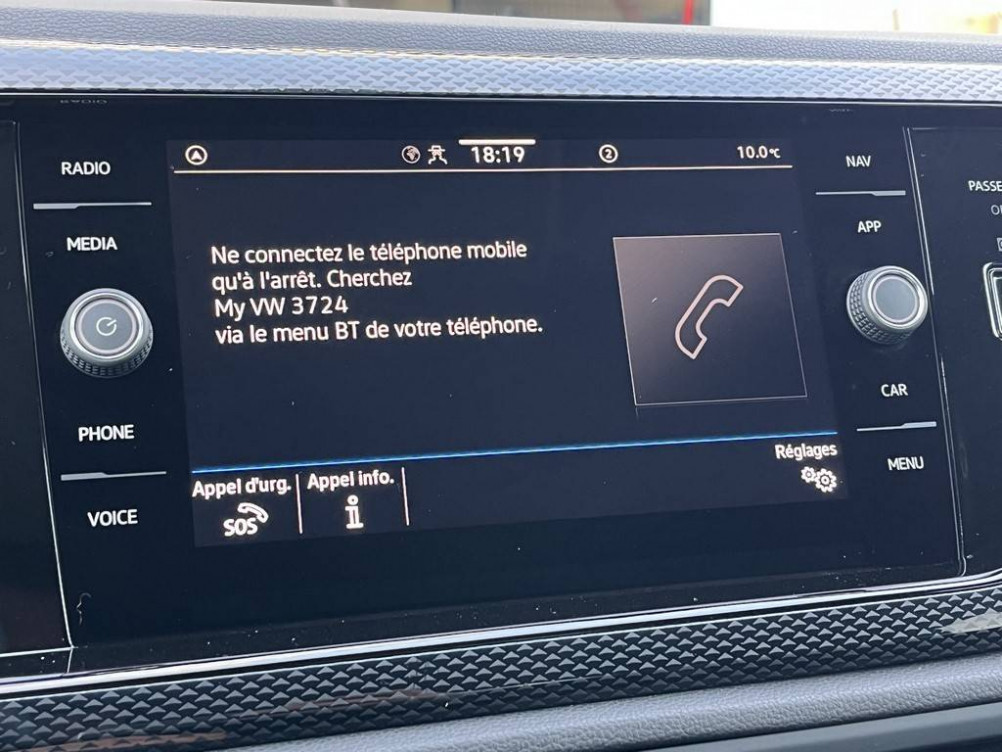 RADIO
MEDIA
PHONE
VOICE
18:19
2
10.0°C
Ne connectez le téléphone mobile
qu'à l'arrêt. Cherchez
My VW 3724
via le menu BT de votre téléphone.
Appel d'urg.
SOS
Appel info.
i
Réglages
NAV
APP
CAR
MENU